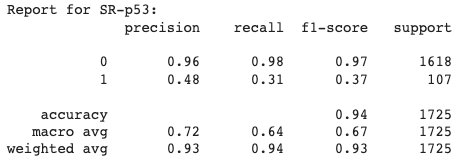 Report for SR-p53:
precision recall f1-score support
0 0.96 0.98 0.97 1618
1 0.48 0.31 0.37 107
accuracy 0.94 1725
macro avg 0.72 0.64 0.67 1725
weighted avg 0.93 0.94 0.93 1725